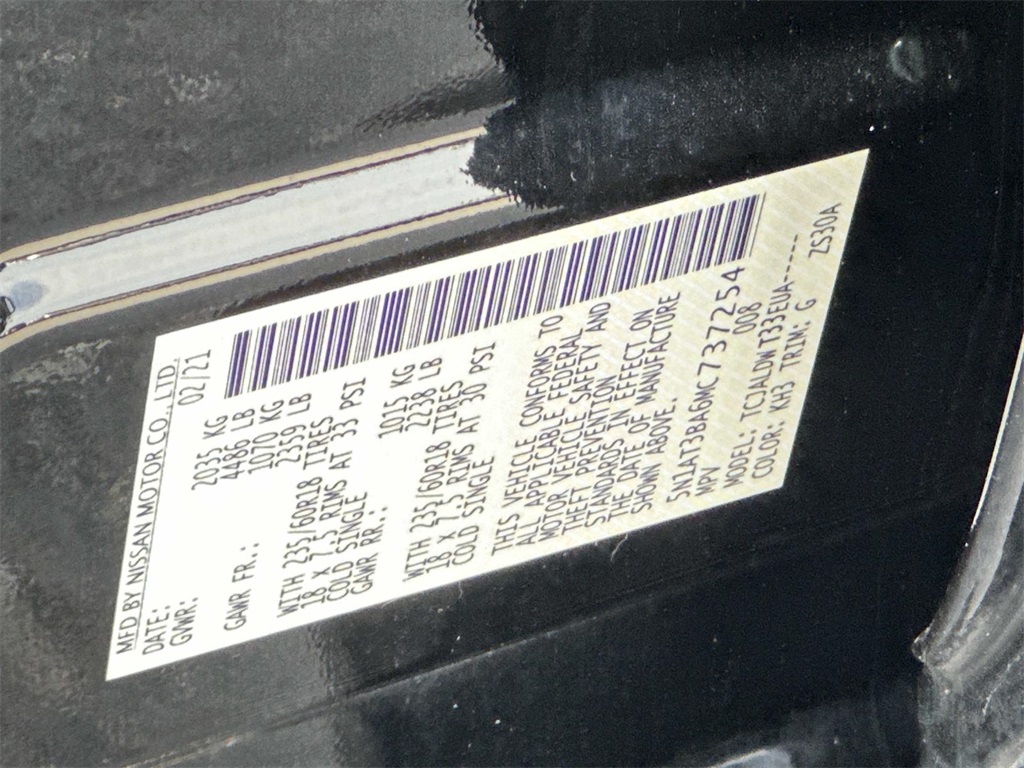 MFD BY NISSAN MOTOR CO., LTD.
DATE: 02/21
GVWR: 2035 KG
4486 LB
GAWR FR.: 1070 KG
2359 LB
WITH 235/60R18 TIRES
18 X 7.5 RIMS AT 33 PSI
COLD SINGLE
GAWR RR.: 1015 KG
2238 LB
WITH 235/60R18 TIRES
18 X 7.5 RIMS AT 30 PSI
COLD SINGLE
THIS VEHICLE CONFORMS TO
ALL APPLICABLE FEDERAL
MOTOR VEHICLE SAFETY AND
THEFT PREVENTION
STANDARDS IN EFFECT ON
THE DATE OF MANUFACTURE
SHOWN ABOVE.
5N1AT3BA6MC737254
MPV 008
MODEL: TCJALDWT33EUA------
COLOR: KH3 TRIM: G ZS30A